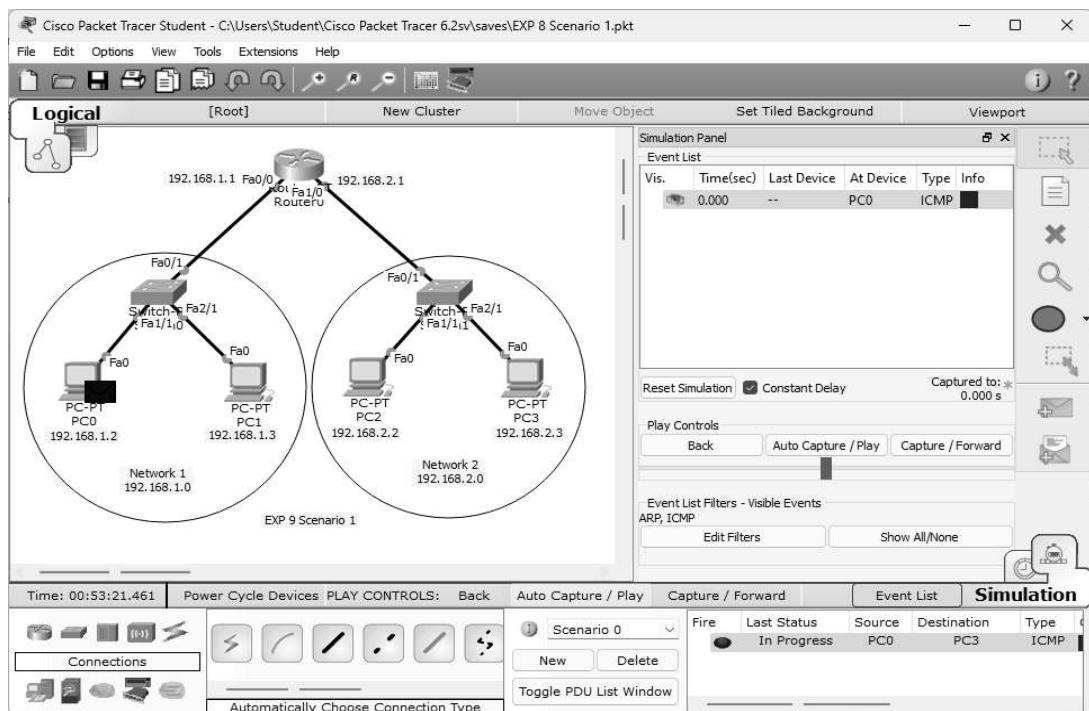 Cisco Packet Tracer Student - C:\Users\Student\Cisco Packet Tracer 6.2sv\saves\EXP 8 Scenario 1.pkt
File Edit Options View Tools Extensions Help
Logical [Root] New Cluster Move Object Set Tiled Background Viewport
192.168.1.1 Fa0/0
Fa1/0 192.168.2.1
Fa0/1
Fa0/1
Fa2/1
Fa1/1
Fa2/1
Fa1/1
Fa0
Fa0
Fa0
Fa0
PC-PT
PC0
192.168.1.2
PC-PT
PC1
192.168.1.3
PC-PT
PC2
192.168.2.2
PC-PT
PC3
192.168.2.3
Network 1
192.168.1.0
Network 2
192.168.2.0
EXP 9 Scenario 1
Simulation Panel
Event List
Vis. Time(sec) Last Device At Device Type Info
0.000 -- PC0 ICMP
Reset Simulation Constant Delay Captured to: *
0.000 s
Play Controls
Back Auto Capture / Play Capture / Forward
Event List Filters - Visible Events
ARP, ICMP
Edit Filters Show All/None
Time: 00:53:21.461 Power Cycle Devices PLAY CONTROLS: Back Auto Capture / Play Capture / Forward Event List Simulation
Connections
Automatically Choose Connection Type
Scenario 0
New Delete
Toggle PDU List Window
Fire Last Status Source Destination Type
In Progress PC0 PC3 ICMP